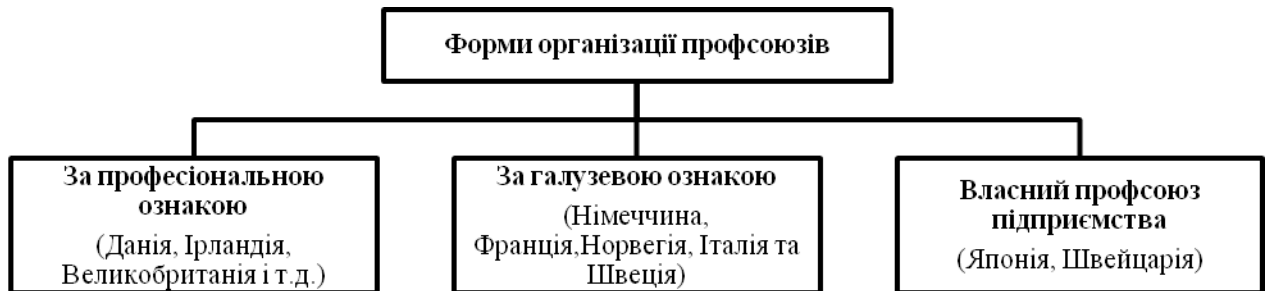 Форми організації профсоюзів
За професіональною
ознакою
(Данія, Ірландія,
Великобританія і т.д.)
За галузевою ознакою
(Німеччина,
Франція,Норвегія, Італія та
Швеція)
Власний профсоюз
підприємства
(Японія, Швейцарія)